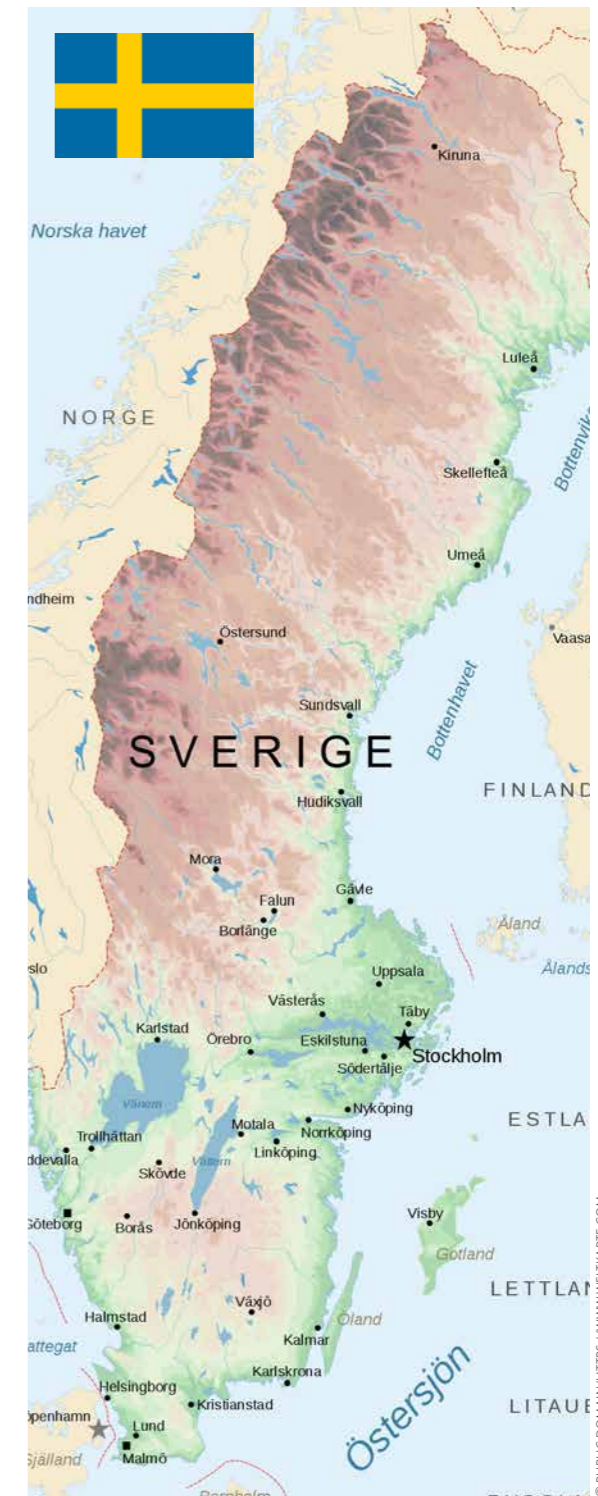 Kiruna
Norska havet
Luleå
NORGE
Bottenvike
Skellefteå
Umeå
ndheim
Östersund
Vaasa
Bottenhavet
Sundsvall
SVERIGE
FINLAND
Hudiksvall
Mora
Gävle
Falun
Borlänge
Åland
slo
Ålands
Uppsala
Västerås
Täby
Karlstad
Örebro
Eskilstuna
Stockholm
Södertälje
Vänern
Nyköping
ESTLA
Motala
Norrköping
Trollhättan
Linköping
ddevalla
Vättern
Skövde
Göteborg
Borås
Jönköping
Visby
Gotland
LETTLAN
Växjö
Halmstad
Öland
Kalmar
attegat
Karlskrona
Helsingborg
Östersjön
Kristianstad
LITAUE
öpenhamn
Lund
Malmö
Själland
Bornholm